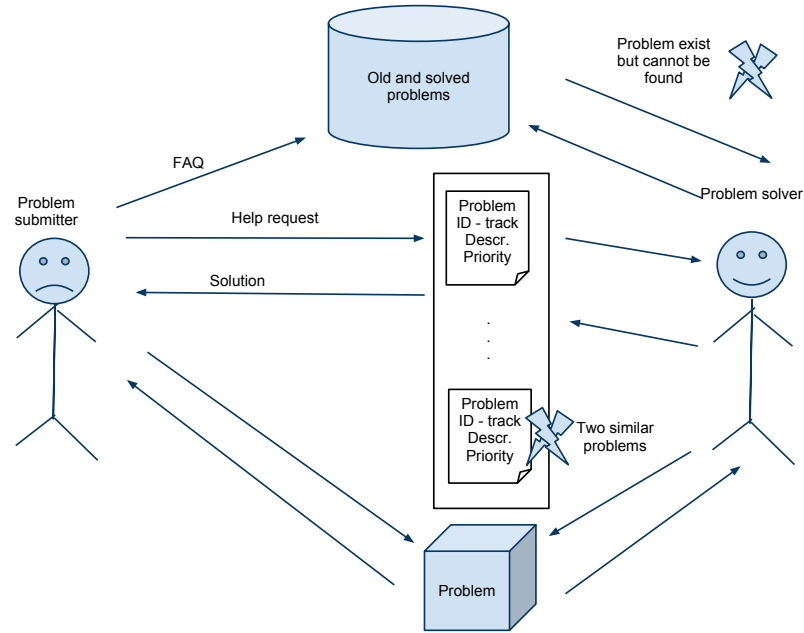 Old and solved
problems
Problem exist
but cannot be
found
FAQ
Problem
submitter
Help request
Solution
Problem
ID - track
Descr.
Priority
.
.
.
Problem solver
Problem
ID - track
Descr.
Priority
Two similar
problems
Problem